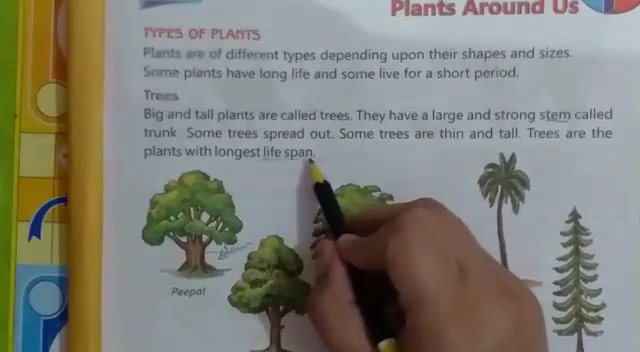 Plants Around Us
TYPES OF PLANTS
Plants are of different types depending upon their shapes and sizes.
Some plants have long life and some live for a short period.
Trees
Big and tall plants are called trees. They have a large and strong stem called
trunk. Some trees spread out. Some trees are thin and tall. Trees are the
plants with longest life span.
Peepal